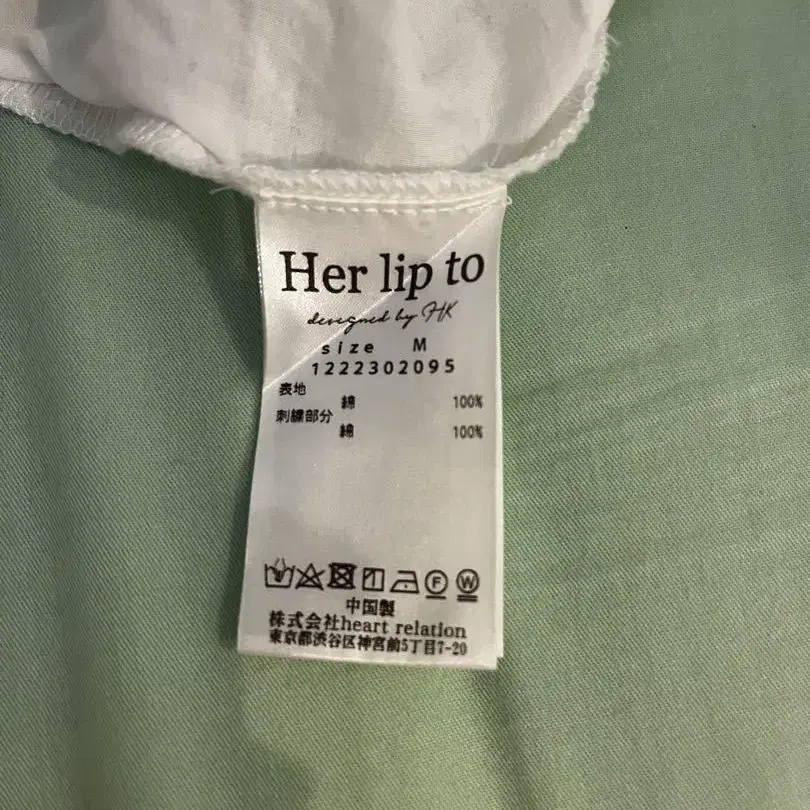 Her lip to
designed by HK
size M
1222302095
表地
綿 100%
刺繍部分
綿 100%
F W
中国製
株式会社heart relation
東京都渋谷区神宮前5丁目7-20